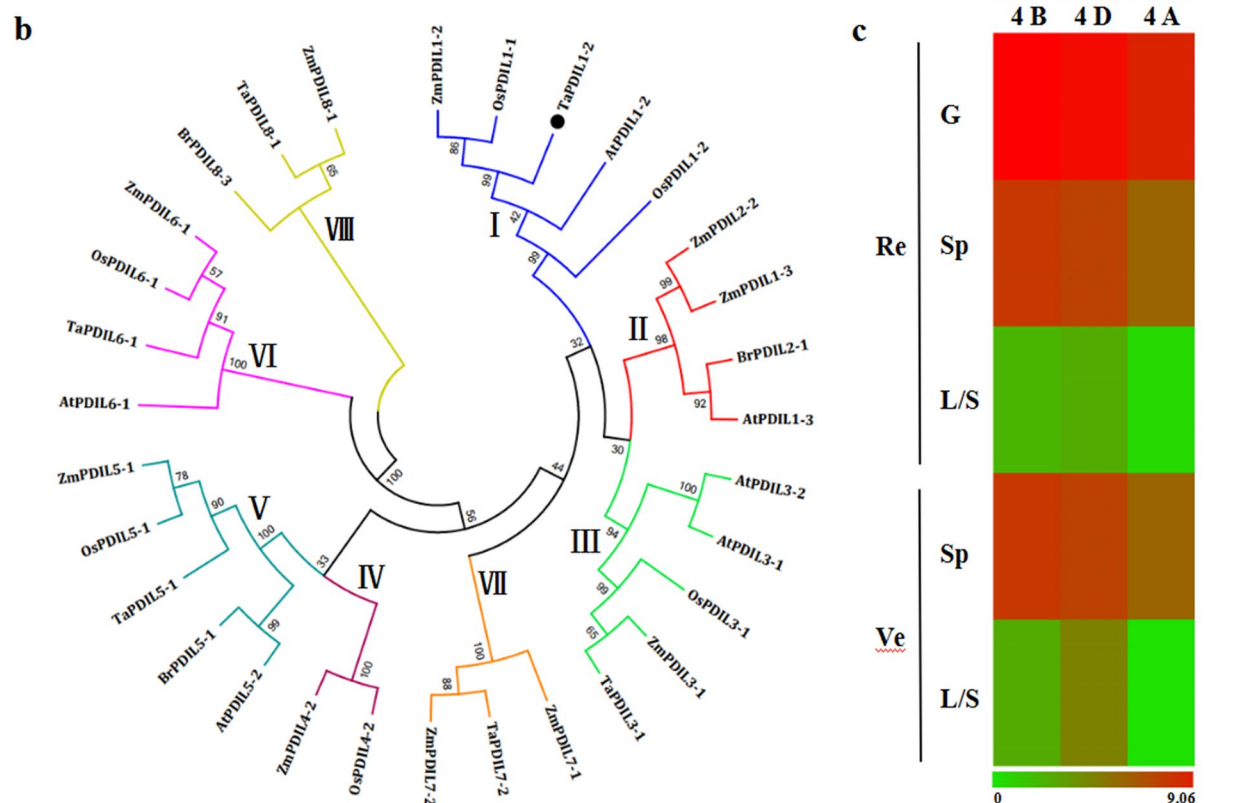 b
ZmPDIL1-2
OsPDIL1-1
TaPDIL1-2
AtPDIL1-2
OsPDIL1-2
ZmPDIL2-2
ZmPDIL1-3
BrPDIL2-1
AtPDIL1-3
AtPDIL3-2
AtPDIL3-1
OsPDIL3-1
ZmPDIL3-1
TaPDIL3-1
ZmPDIL7-1
TaPDIL7-2
ZmPDIL7-2
OsPDIL4-2
ZmPDIL4-2
AtPDIL5-2
BrPDIL5-1
TaPDIL5-1
OsPDIL5-1
ZmPDIL5-1
AtPDIL6-1
TaPDIL6-1
OsPDIL6-1
ZmPDIL6-1
BrPDIL8-3
TaPDIL8-1
ZmPDIL8-1
I
86
99
42
99
II
99
98
92
32
30
III
100
94
99
65
44
56
VII
100
88
IV
100
33
V
78
90
100
99
VI
57
91
100
VIII
65
100
c
4 B 4 D 4 A
Re
G
Sp
L/S
Ve
Sp
L/S
0 9.06